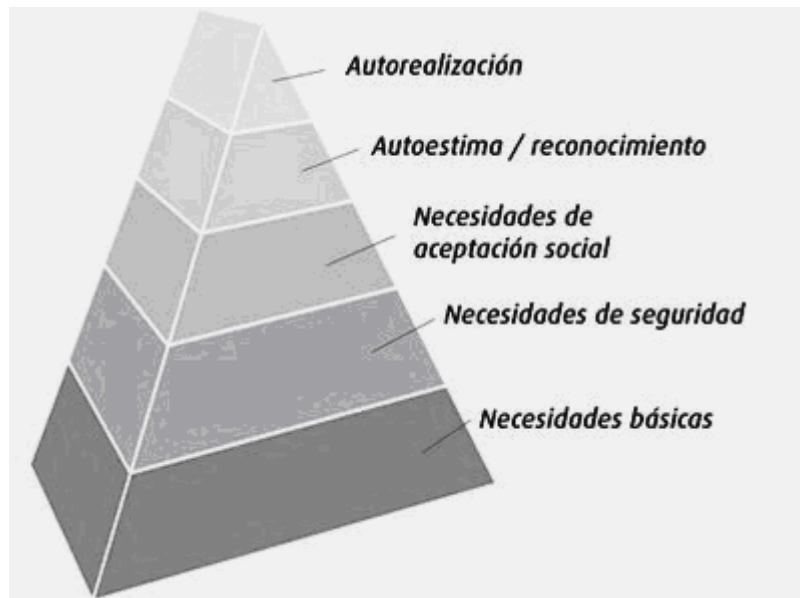 Autorealización
Autoestima / reconocimiento
Necesidades de
aceptación social
Necesidades de seguridad
Necesidades básicas